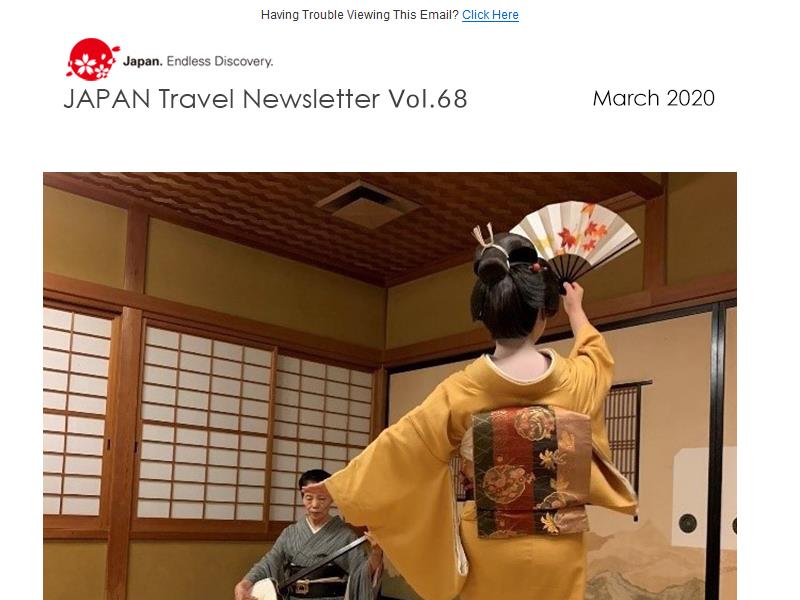 Having Trouble Viewing This Email? Click Here
Japan. Endless Discovery.
JAPAN Travel Newsletter Vol.68
March 2020